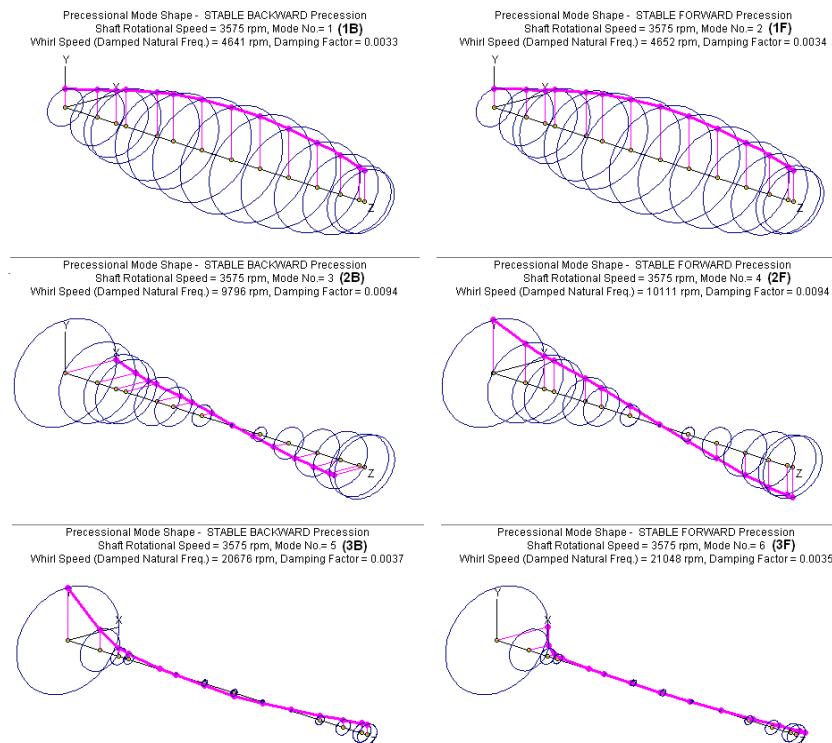 Precessional Mode Shape - STABLE BACKWARD Precession
Shaft Rotational Speed = 3575 rpm, Mode No.= 1 (1B)
Whirl Speed (Damped Natural Freq.) = 4641 rpm, Damping Factor = 0.0033
Y
X
Z
Precessional Mode Shape - STABLE FORWARD Precession
Shaft Rotational Speed = 3575 rpm, Mode No.= 2 (1F)
Whirl Speed (Damped Natural Freq.) = 4652 rpm, Damping Factor = 0.0034
Y
X
Z
Precessional Mode Shape - STABLE BACKWARD Precession
Shaft Rotational Speed = 3575 rpm, Mode No.= 3 (2B)
Whirl Speed (Damped Natural Freq.) = 9796 rpm, Damping Factor = 0.0094
Y
X
Z
Precessional Mode Shape - STABLE FORWARD Precession
Shaft Rotational Speed = 3575 rpm, Mode No.= 4 (2F)
Whirl Speed (Damped Natural Freq.) = 10111 rpm, Damping Factor = 0.0094
Y
X
Z
Precessional Mode Shape - STABLE BACKWARD Precession
Shaft Rotational Speed = 3575 rpm, Mode No.= 5 (3B)
Whirl Speed (Damped Natural Freq.) = 20676 rpm, Damping Factor = 0.0037
Y
X
Z
Precessional Mode Shape - STABLE FORWARD Precession
Shaft Rotational Speed = 3575 rpm, Mode No.= 6 (3F)
Whirl Speed (Damped Natural Freq.) = 21048 rpm, Damping Factor = 0.0035
Y
X
Z